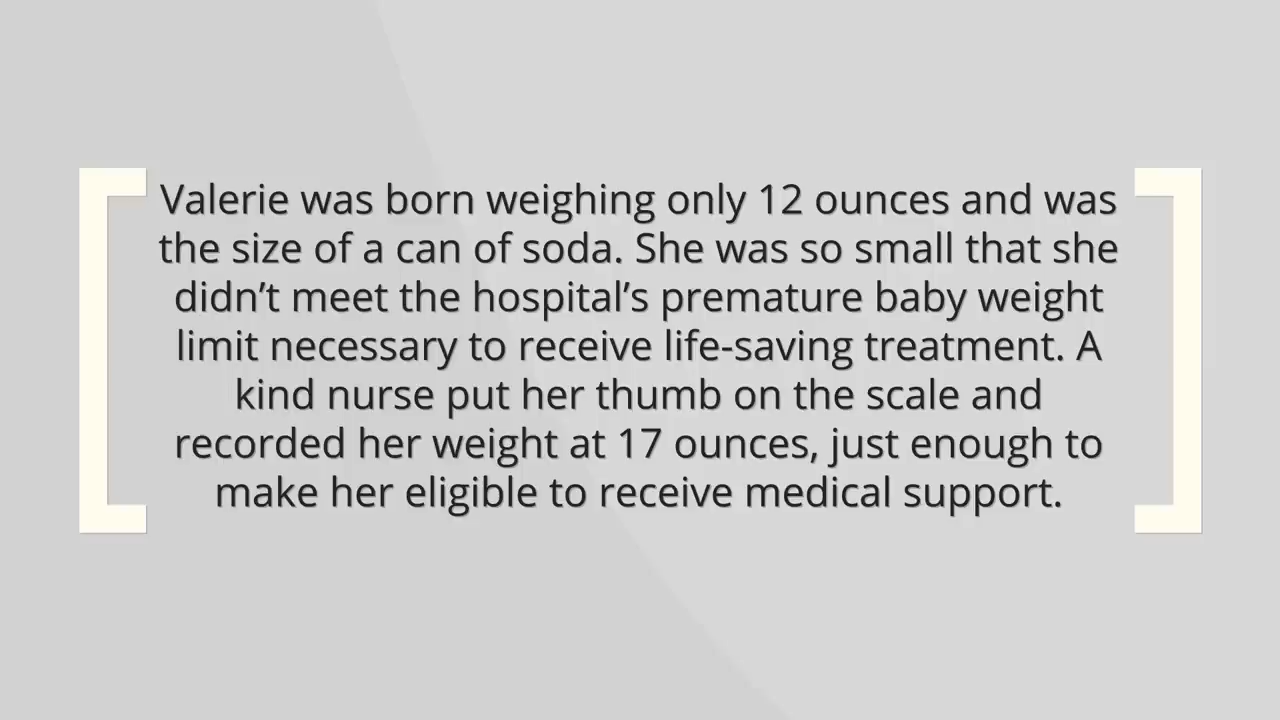 Valerie was born weighing only 12 ounces and was
the size of a can of soda. She was so small that she
didn’t meet the hospital’s premature baby weight
limit necessary to receive life-saving treatment. A
kind nurse put her thumb on the scale and
recorded her weight at 17 ounces, just enough to
make her eligible to receive medical support.